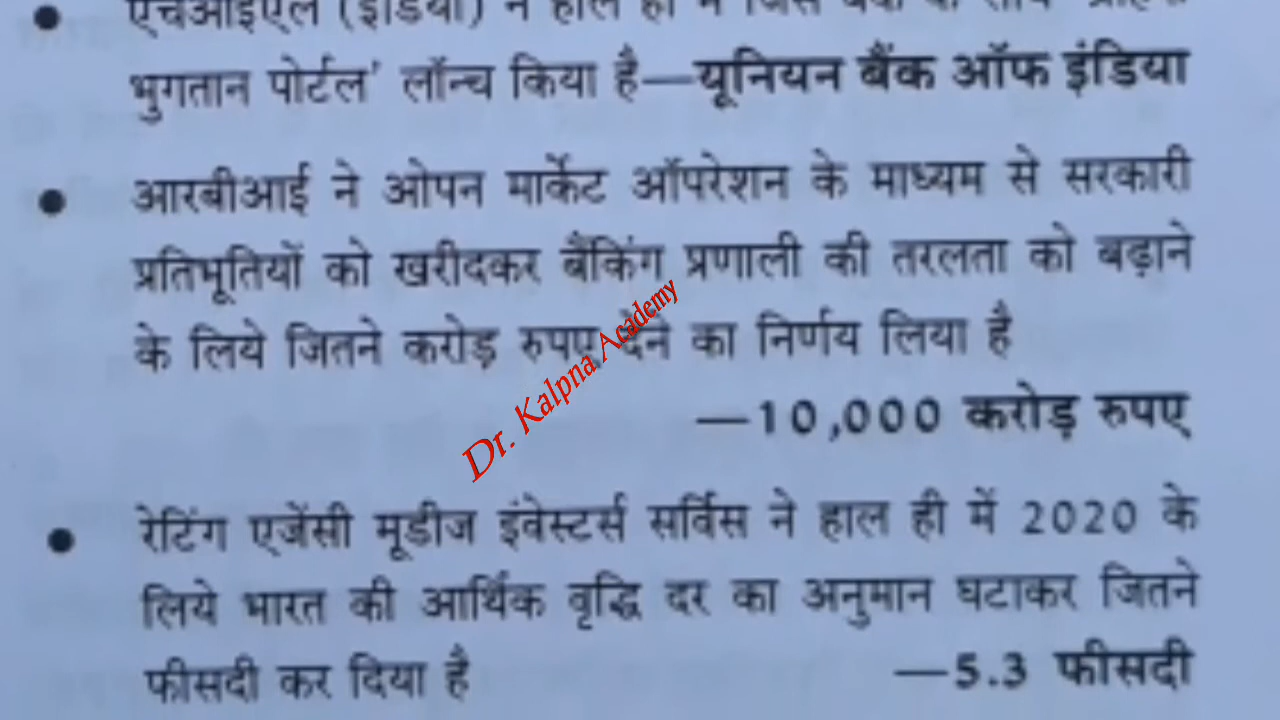 एचआईएल (इंडिया) ने हाल ही में जिस बैंक के साथ
भुगतान पोर्टल' लॉन्च किया है—यूनियन बैंक ऑफ इंडिया
आरबीआई ने ओपन मार्केट ऑपरेशन के माध्यम से सरकारी
प्रतिभूतियों को खरीदकर बैंकिंग प्रणाली की तरलता को बढ़ाने
के लिये जितने करोड़ रुपए देने का निर्णय लिया है
—10,000 करोड़ रुपए
Dr. Kalpna Academy
रेटिंग एजेंसी मूडीज इंवेस्टर्स सर्विस ने हाल ही में 2020 के
लिये भारत की आर्थिक वृद्धि दर का अनुमान घटाकर जितने
फीसदी कर दिया है —5.3 फीसदी